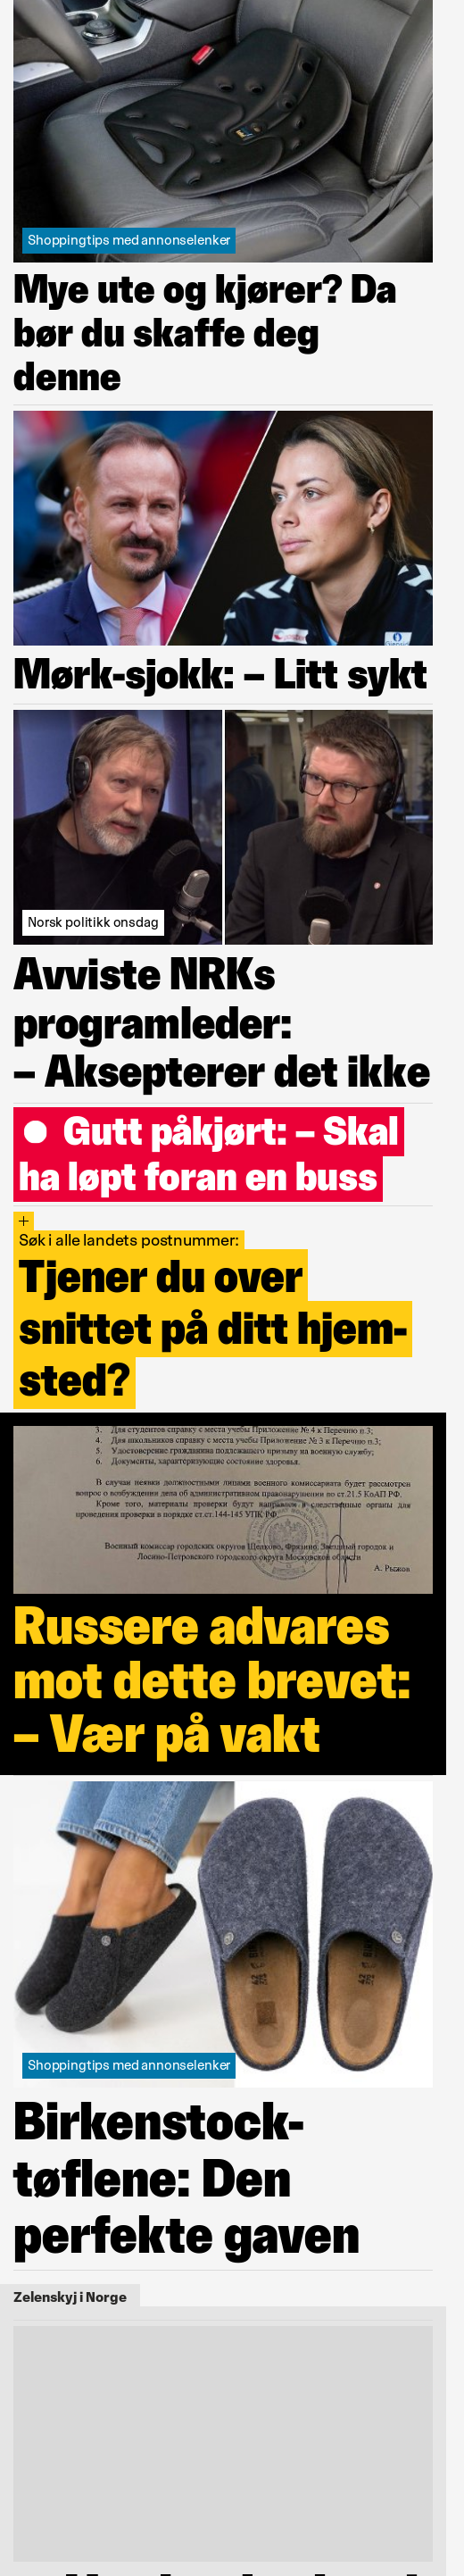 Shoppingtips med annonselenker
Mye ute og kjører? Da
bør du skaffe deg
denne
Mørk-sjokk: – Litt sykt
Norsk politikk onsdag
Avviste NRKs
programleder:
– Aksepterer det ikke
Gutt påkjørt: – Skal
ha løpt foran en buss
+
Søk i alle landets postnummer:
Tjener du over
snittet på ditt hjem-
sted?
3. Для студентов справку с места учебы Приложение № 4 к Перечню п.3;
4. Для школьников справку с места учебы Приложение № 3 к Перечню п.3;
5. Удостоверение гражданина подлежащего призыву на военную службу;
6. Документы, характеризующие состояние здоровья.
В случаи неявки должностными лицами военного комиссариата будет рассмотрен
вопрос о возбуждении дела об административном правонарушении по ст.21.5 КоАП РФ.
Кроме того, материалы проверки будут направлен в следственные органы для
проведения проверки в порядке ст.ст.144-145 УПК РФ.
Военный комиссар городских округов Щелково, Фрязино, Звездный городок и
Лосино-Петровского городского округа Московской области
А. Рыжов
Russere advares
mot dette brevet:
– Vær på vakt
Shoppingtips med annonselenker
Birkenstock-
tøflene: Den
perfekte gaven
Zelenskyj i Norge